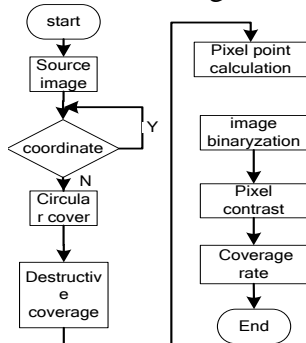 start
Source
image
Y
coordinate
N
Circula
r cover
Destructiv
e
coverage
Pixel point
calculation
image
binaryzation
Pixel
contrast
Coverage
rate
End